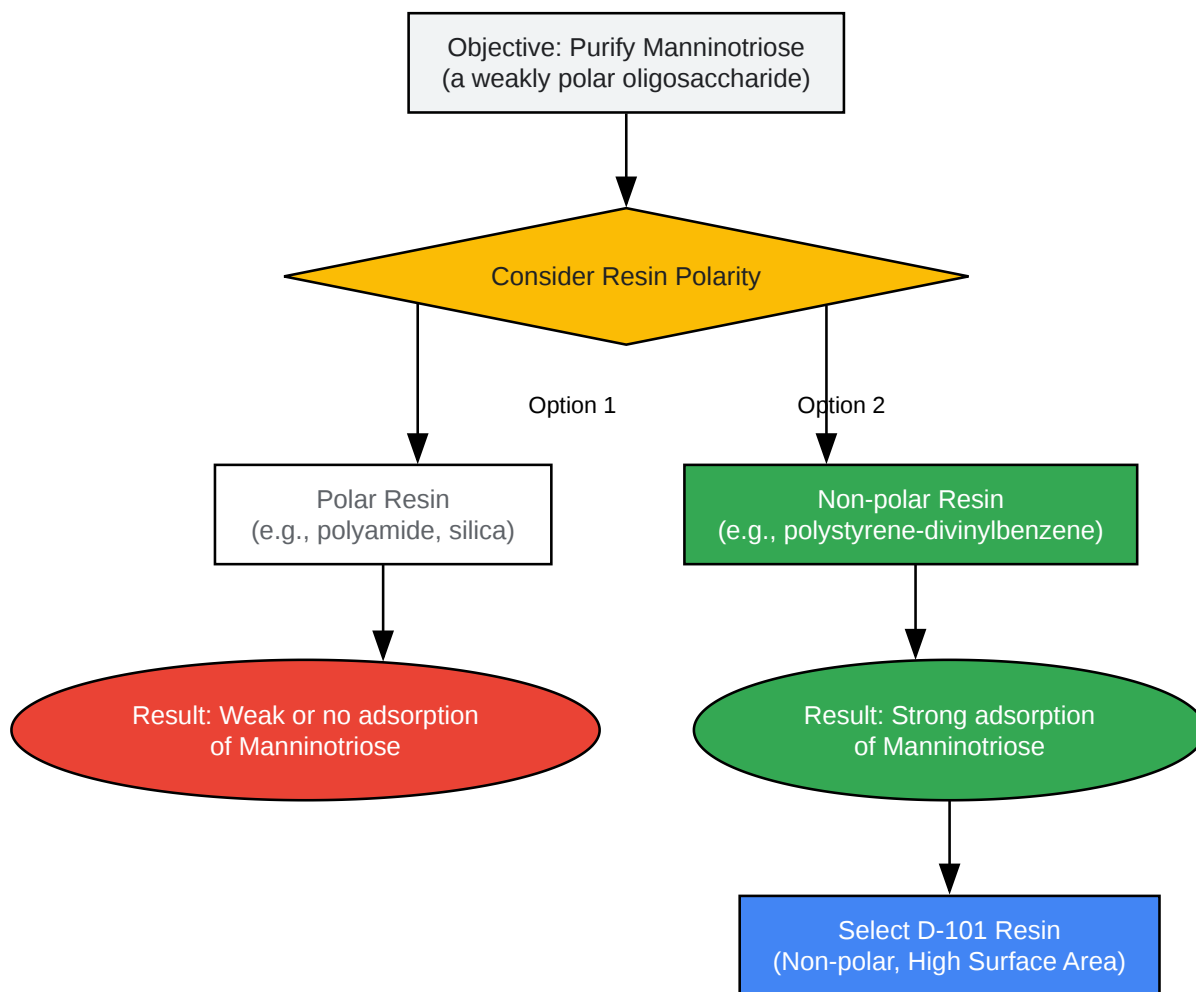 Objective: Purify Manninotriose
(a weakly polar oligosaccharide)
Consider Resin Polarity
Option 1
Option 2
Polar Resin
(e.g., polyamide, silica)
Non-polar Resin
(e.g., polystyrene-divinylbenzene)
Result: Weak or no adsorption
of Manninotriose
Result: Strong adsorption
of Manninotriose
Select D-101 Resin
(Non-polar, High Surface Area)